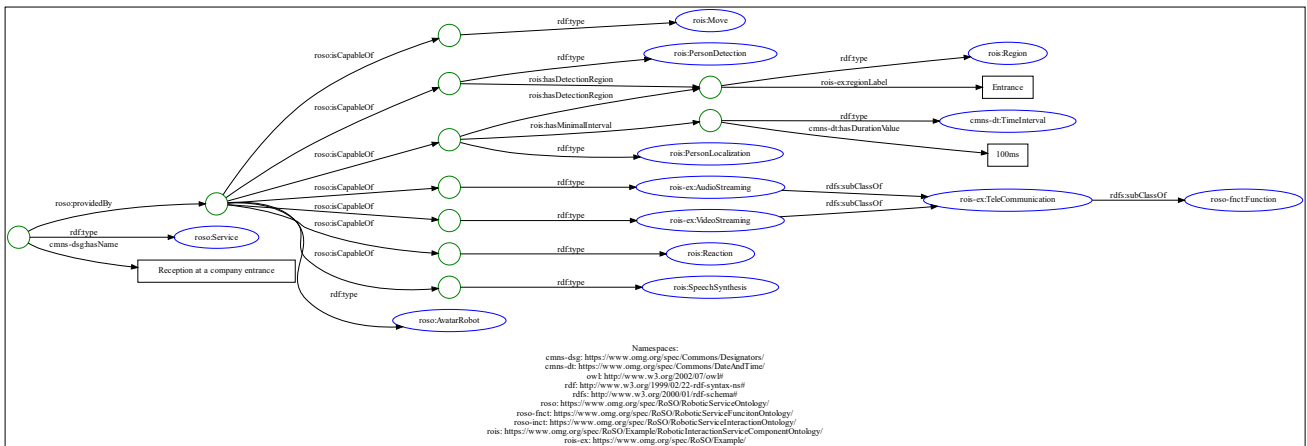 rdf:type
rois:Move
roso:isCapableOf
rdf:type
rois:PersonDetection
rdf:type
rois:Region
rois:hasDetectionRegion
rois-ex:regionLabel
Entrance
rois:hasDetectionRegion
roso:isCapableOf
rdf:type
cmns-dt:TimeInterval
rois:hasMinimalInterval
cmns-dt:hasDurationValue
roso:isCapableOf
rdf:type
rois:PersonLocalization
100ms
roso:isCapableOf
rdf:type
rois-ex:AudioStreaming
rdfs:subClassOf
roso:providedBy
rois-ex:TeleCommunication
rdfs:subClassOf
roso-fnct:Function
roso:isCapableOf
rdfs:subClassOf
rdf:type
rois-ex:VideoStreaming
roso:isCapableOf
rdf:type
roso:Service
cmns-dsg:hasName
roso:isCapableOf
rdf:type
rois:Reaction
Reception at a company entrance
rdf:type
rois:SpeechSynthesis
rdf:type
roso:AvatarRobot
Namespaces:
cmns-dsg: https://www.omg.org/spec/Commons/Designators/
cmns-dt: https://www.omg.org/spec/Commons/DateAndTime/
owl: http://www.w3.org/2002/07/owl#
rdf: http://www.w3.org/1999/02/22-rdf-syntax-ns#
rdfs: http://www.w3.org/2000/01/rdf-schema#
roso: https://www.omg.org/spec/RoSO/RoboticServiceOntology/
roso-fnct: https://www.omg.org/spec/RoSO/RoboticServiceFuncitonOntology/
roso-inct: https://www.omg.org/spec/RoSO/RoboticServiceInteractionOntology/
rois: https://www.omg.org/spec/RoSO/Example/RoboticInteractionServiceComponentOntology/
rois-ex: https://www.omg.org/spec/RoSO/Example/